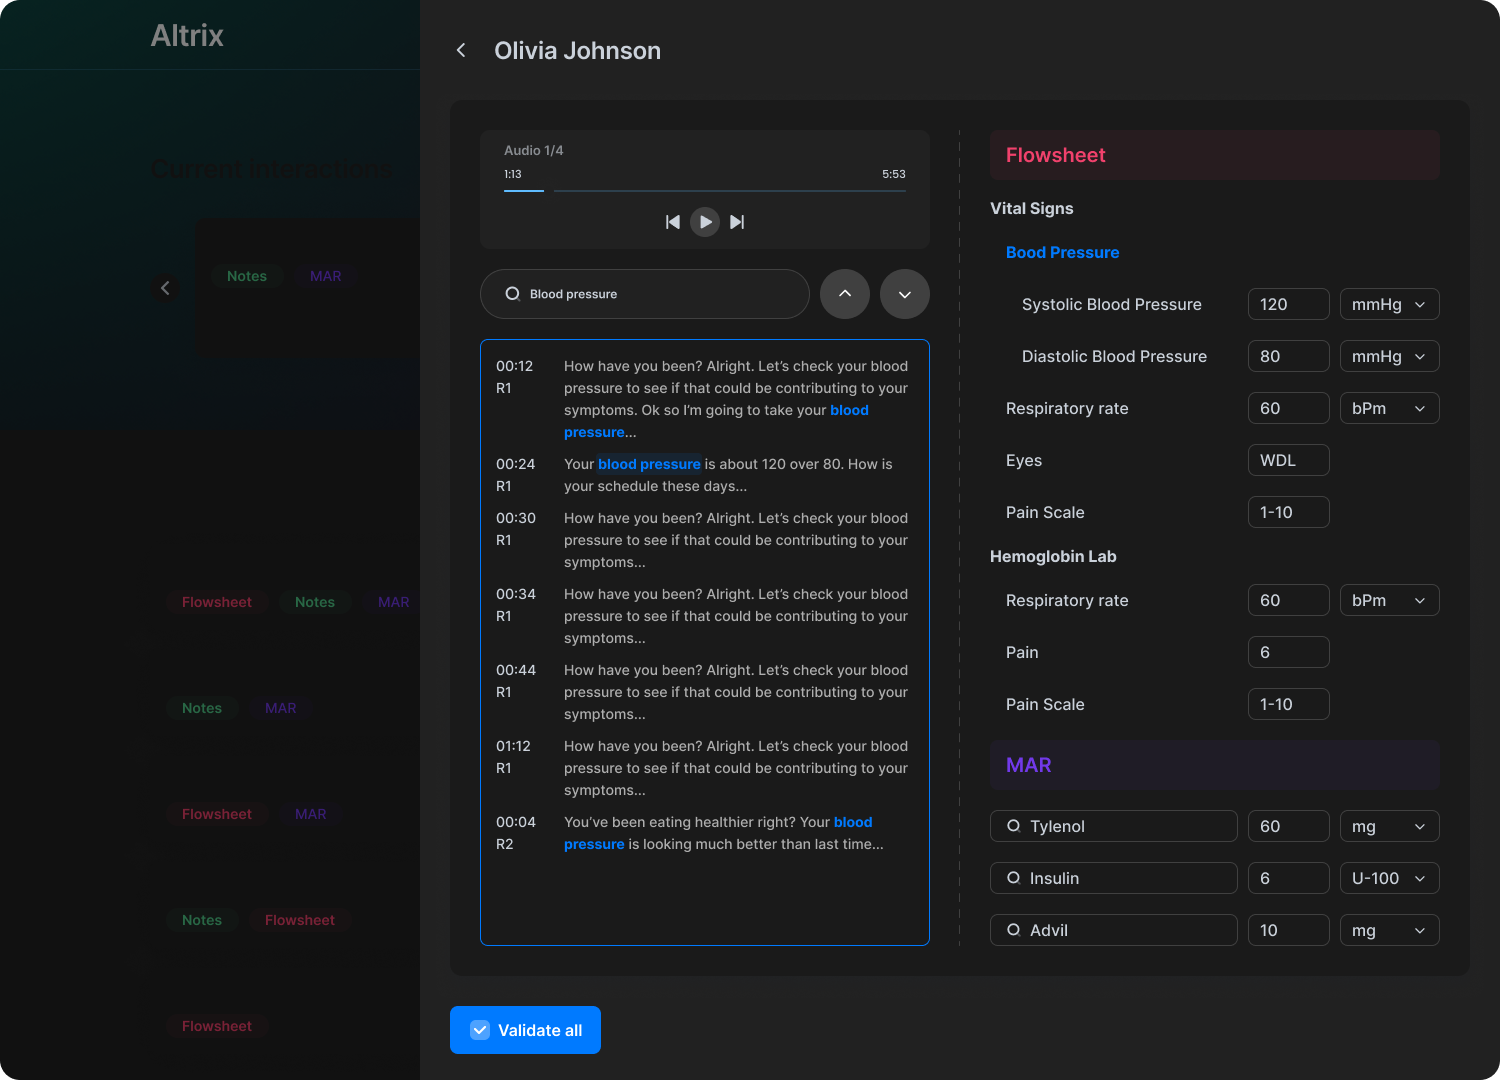 Altrix
Current Interactions
Notes MAR
Flowsheet Notes MAR
Notes MAR
Flowsheet MAR
Notes Flowsheet
Flowsheet
Olivia Johnson
Audio 1/4
1:13 5:53
Blood pressure
00:12 How have you been? Alright. Let’s check your blood
R1 pressure to see if that could be contributing to your
symptoms. Ok so I’m going to take your blood
pressure...
00:24 Your blood pressure is about 120 over 80. How is
R1 your schedule these days...
00:30 How have you been? Alright. Let’s check your blood
R1 pressure to see if that could be contributing to your
symptoms...
00:34 How have you been? Alright. Let’s check your blood
R1 pressure to see if that could be contributing to your
symptoms...
00:44 How have you been? Alright. Let’s check your blood
R1 pressure to see if that could be contributing to your
symptoms...
01:12 How have you been? Alright. Let’s check your blood
R1 pressure to see if that could be contributing to your
symptoms...
00:04 You’ve been eating healthier right? Your blood
R2 pressure is looking much better than last time...
Flowsheet
Vital Signs
Bood Pressure
Systolic Blood Pressure 120 mmHg
Diastolic Blood Pressure 80 mmHg
Respiratory rate 60 bPm
Eyes WDL
Pain Scale 1-10
Hemoglobin Lab
Respiratory rate 60 bPm
Pain 6
Pain Scale 1-10
MAR
Tylenol 60 mg
Insulin 6 U-100
Advil 10 mg
Validate all